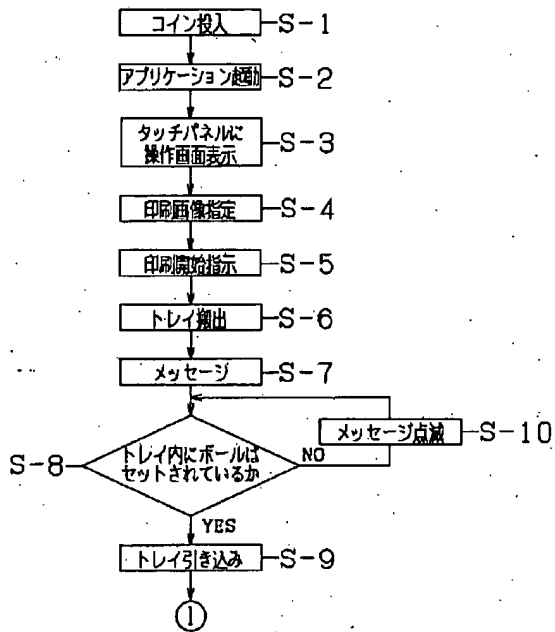 コイン投入 S-1
アプリケーション起動 S-2
タッチパネルに
操作画面表示 S-3
印刷画像指定 S-4
印刷開始指示 S-5
トレイ搬出 S-6
メッセージ S-7
メッセージ点滅 S-10
S-8 トレイ内にボールは
セットされているか
NO
YES
トレイ引き込み S-9
1